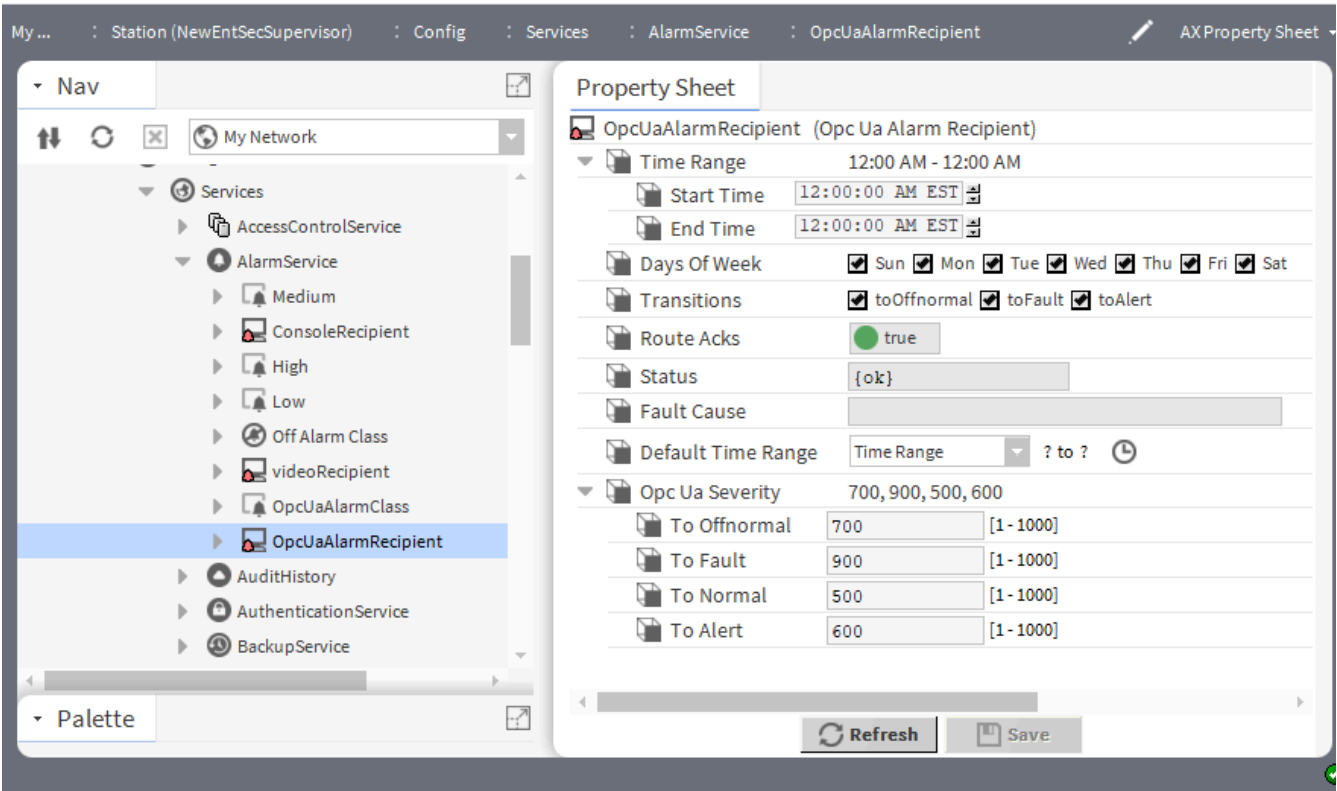 My ... : Station (NewEntSecSupervisor) : Config : Services : AlarmService : OpcUaAlarmRecipient AX Property Sheet
Nav
My Network
Services
AccessControlService
AlarmService
Medium
ConsoleRecipient
High
Low
Off Alarm Class
videoRecipient
OpcUaAlarmClass
OpcUaAlarmRecipient
AuditHistory
AuthenticationService
BackupService
Palette
Property Sheet
OpcUaAlarmRecipient (Opc Ua Alarm Recipient)
Time Range 12:00 AM - 12:00 AM
Start Time 12:00:00 AM EST
End Time 12:00:00 AM EST
Days Of Week Sun Mon Tue Wed Thu Fri Sat
Transitions toOffnormal toFault toAlert
Route Acks true
Status {ok}
Fault Cause
Default Time Range Time Range ? to ?
Opc Ua Severity 700, 900, 500, 600
To Offnormal 700 [1 - 1000]
To Fault 900 [1 - 1000]
To Normal 500 [1 - 1000]
To Alert 600 [1 - 1000]
Refresh Save